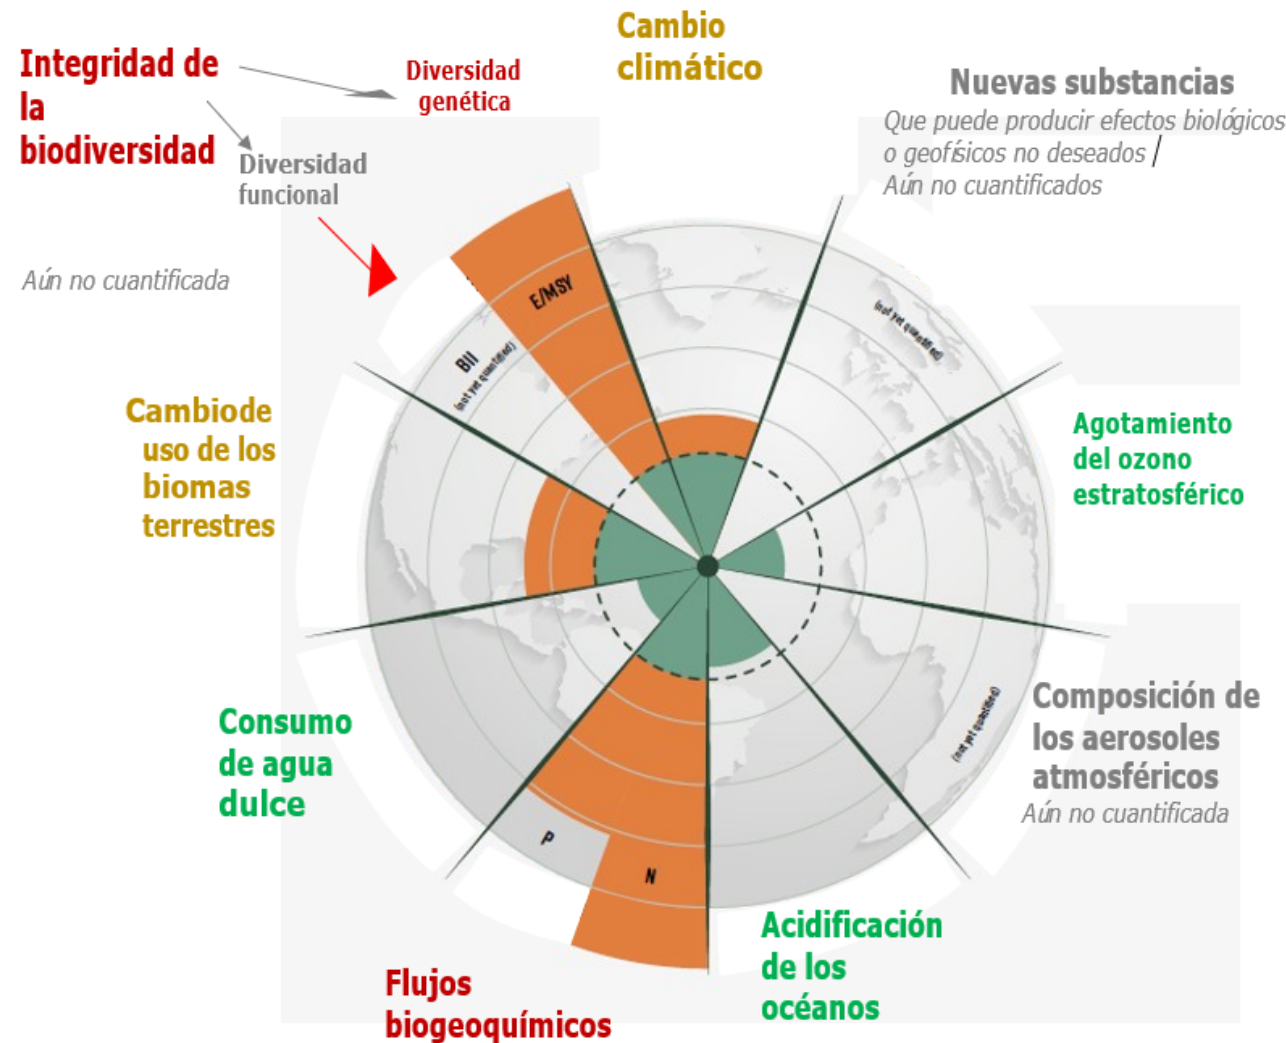 Cambio
climático
Integridad de
la
biodiversidad
Diversidad
genética
Diversidad
funcional
Aún no cuantificada
Nuevas substancias
Que puede producir efectos biológicos
o geofísicos no deseados /
Aún no cuantificados
E/MSY
BII
(not yet quantified)
(not yet quantified)
Cambiode
uso de los
biomas
terrestres
Agotamiento
del ozono
estratosférico
Consumo
de agua
dulce
Composición de
los aerosoles
atmosféricos
Aún no cuantificada
(not yet quantified)
P
N
Acidificación
de los
océanos
Flujos
biogeoquímicos